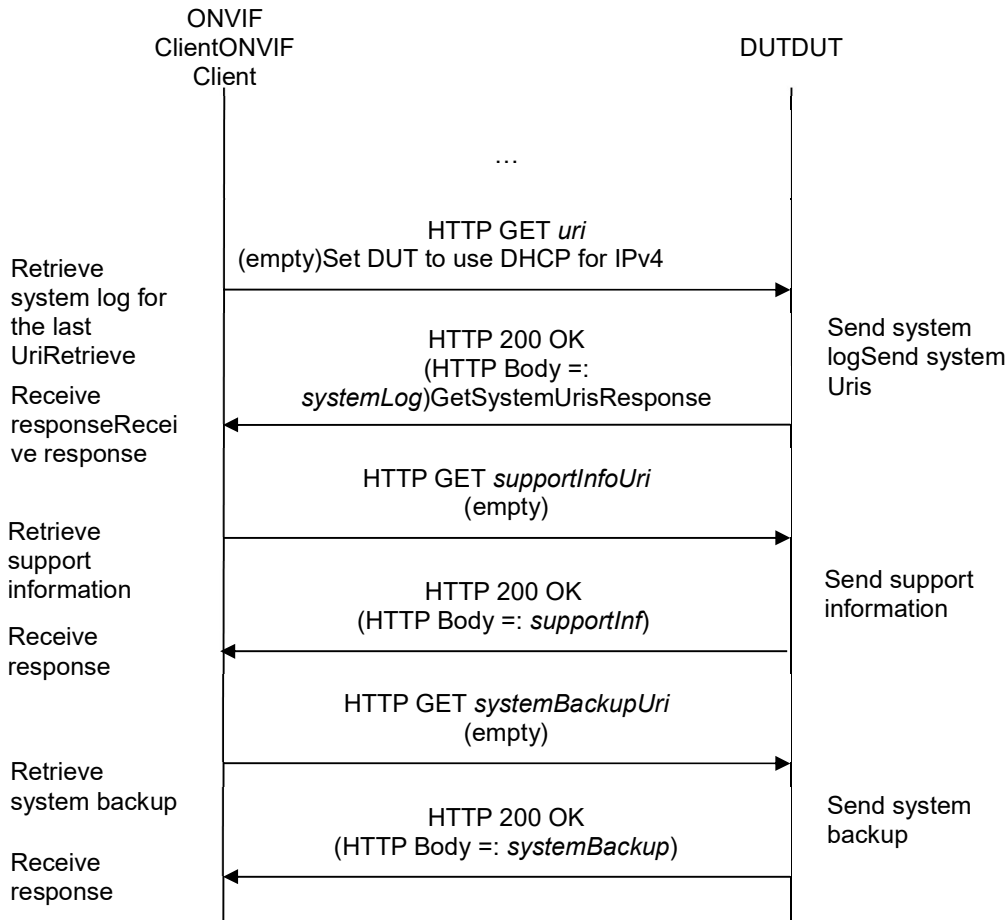 ONVIF
ClientONVIF
Client
DUTDUT
…
HTTP GET uri
(empty)Set DUT to use DHCP for IPv4
Retrieve
system log for
the last
UriRetrieve
HTTP 200 OK
(HTTP Body =:
systemLog)GetSystemUrisResponse
Send system
logSend system
Uris
Receive
responseRecei
ve response
HTTP GET supportInfoUri
(empty)
Retrieve
support
information
HTTP 200 OK
(HTTP Body =: supportInf)
Send support
information
Receive
response
HTTP GET systemBackupUri
(empty)
Retrieve
system backup
HTTP 200 OK
(HTTP Body =: systemBackup)
Send system
backup
Receive
response